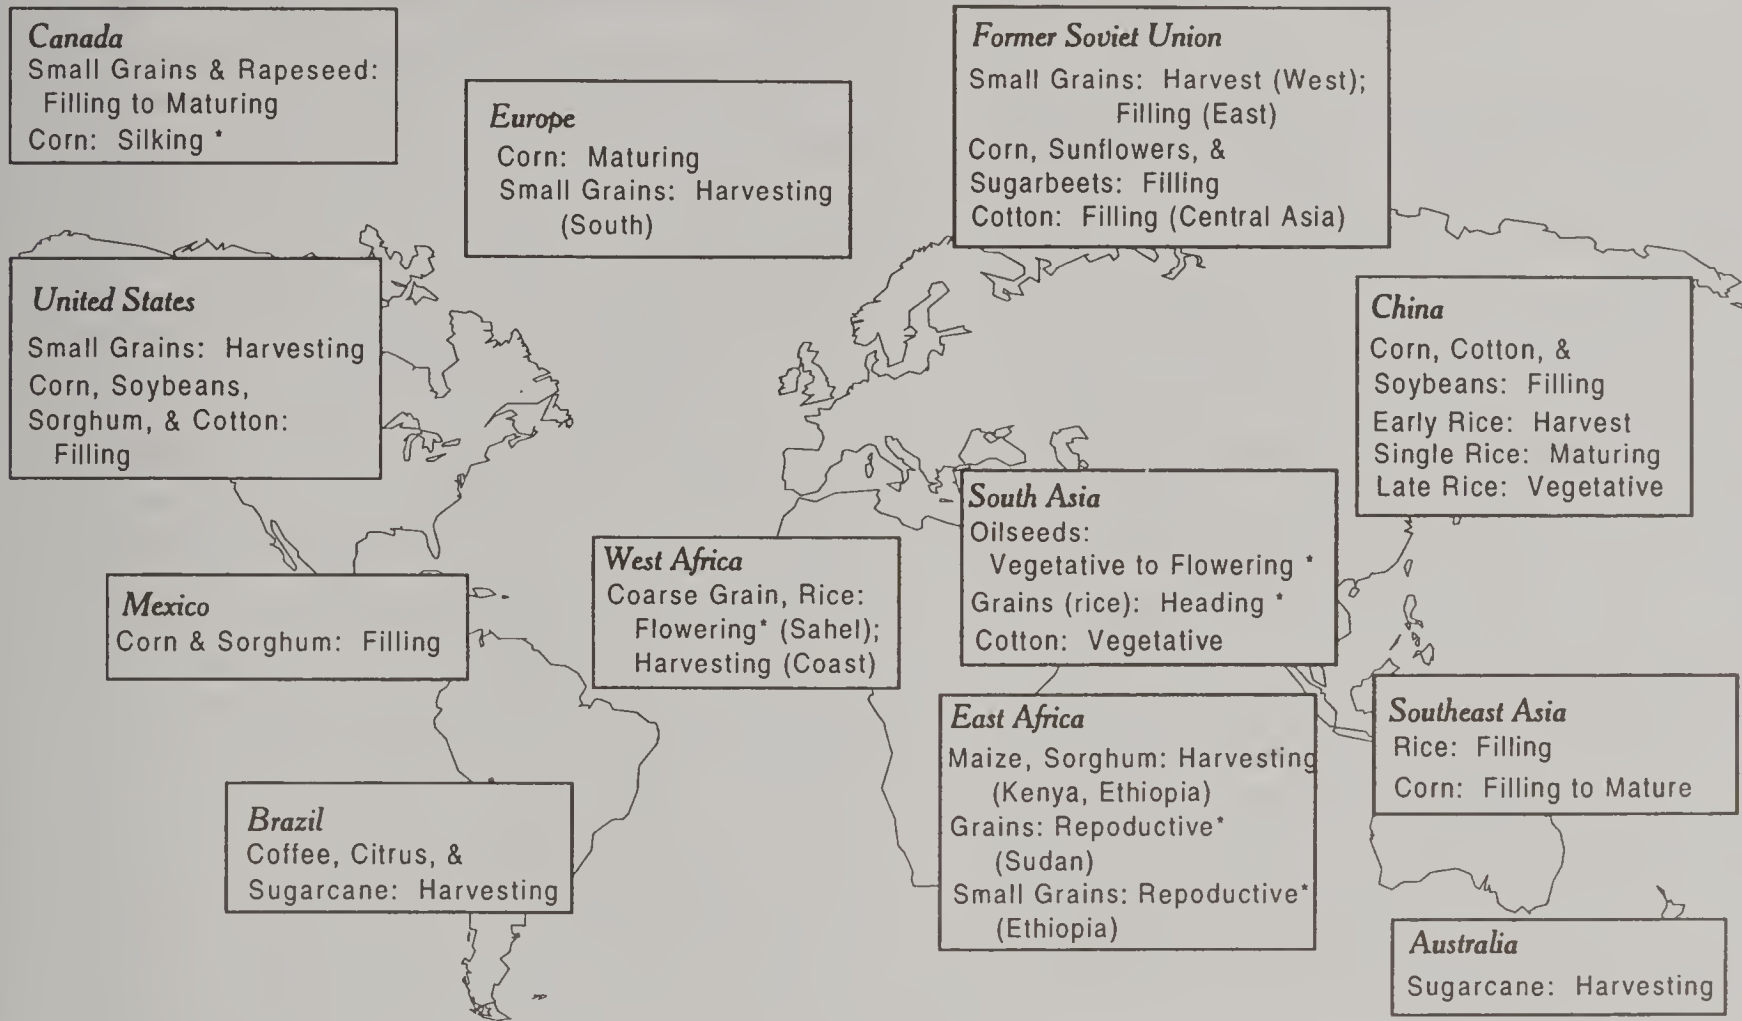 Canada
Small Grains & Rapeseed:
Filling to Maturing
Corn: Silking *
Europe
Corn: Maturing
Small Grains: Harvesting
(South)
Former Soviet Union
Small Grains: Harvest (West);
Filling (East)
Corn, Sunflowers, &
Sugarbeets: Filling
Cotton: Filling (Central Asia)
United States
Small Grains: Harvesting
Corn, Soybeans,
Sorghum, & Cotton:
Filling
China
Corn, Cotton, &
Soybeans: Filling
Early Rice: Harvest
Single Rice: Maturing
Late Rice: Vegetative
South Asia
Oilseeds:
Vegetative to Flowering *
Grains (rice): Heading *
Cotton: Vegetative
West Africa
Coarse Grain, Rice:
Flowering* (Sahel);
Harvesting (Coast)
Mexico
Corn & Sorghum: Filling
East Africa
Maize, Sorghum: Harvesting
(Kenya, Ethiopia)
Grains: Repoductive*
(Sudan)
Small Grains: Repoductive*
(Ethiopia)
Southeast Asia
Rice: Filling
Corn: Filling to Mature
Brazil
Coffee, Citrus, &
Sugarcane: Harvesting
Australia
Sugarcane: Harvesting